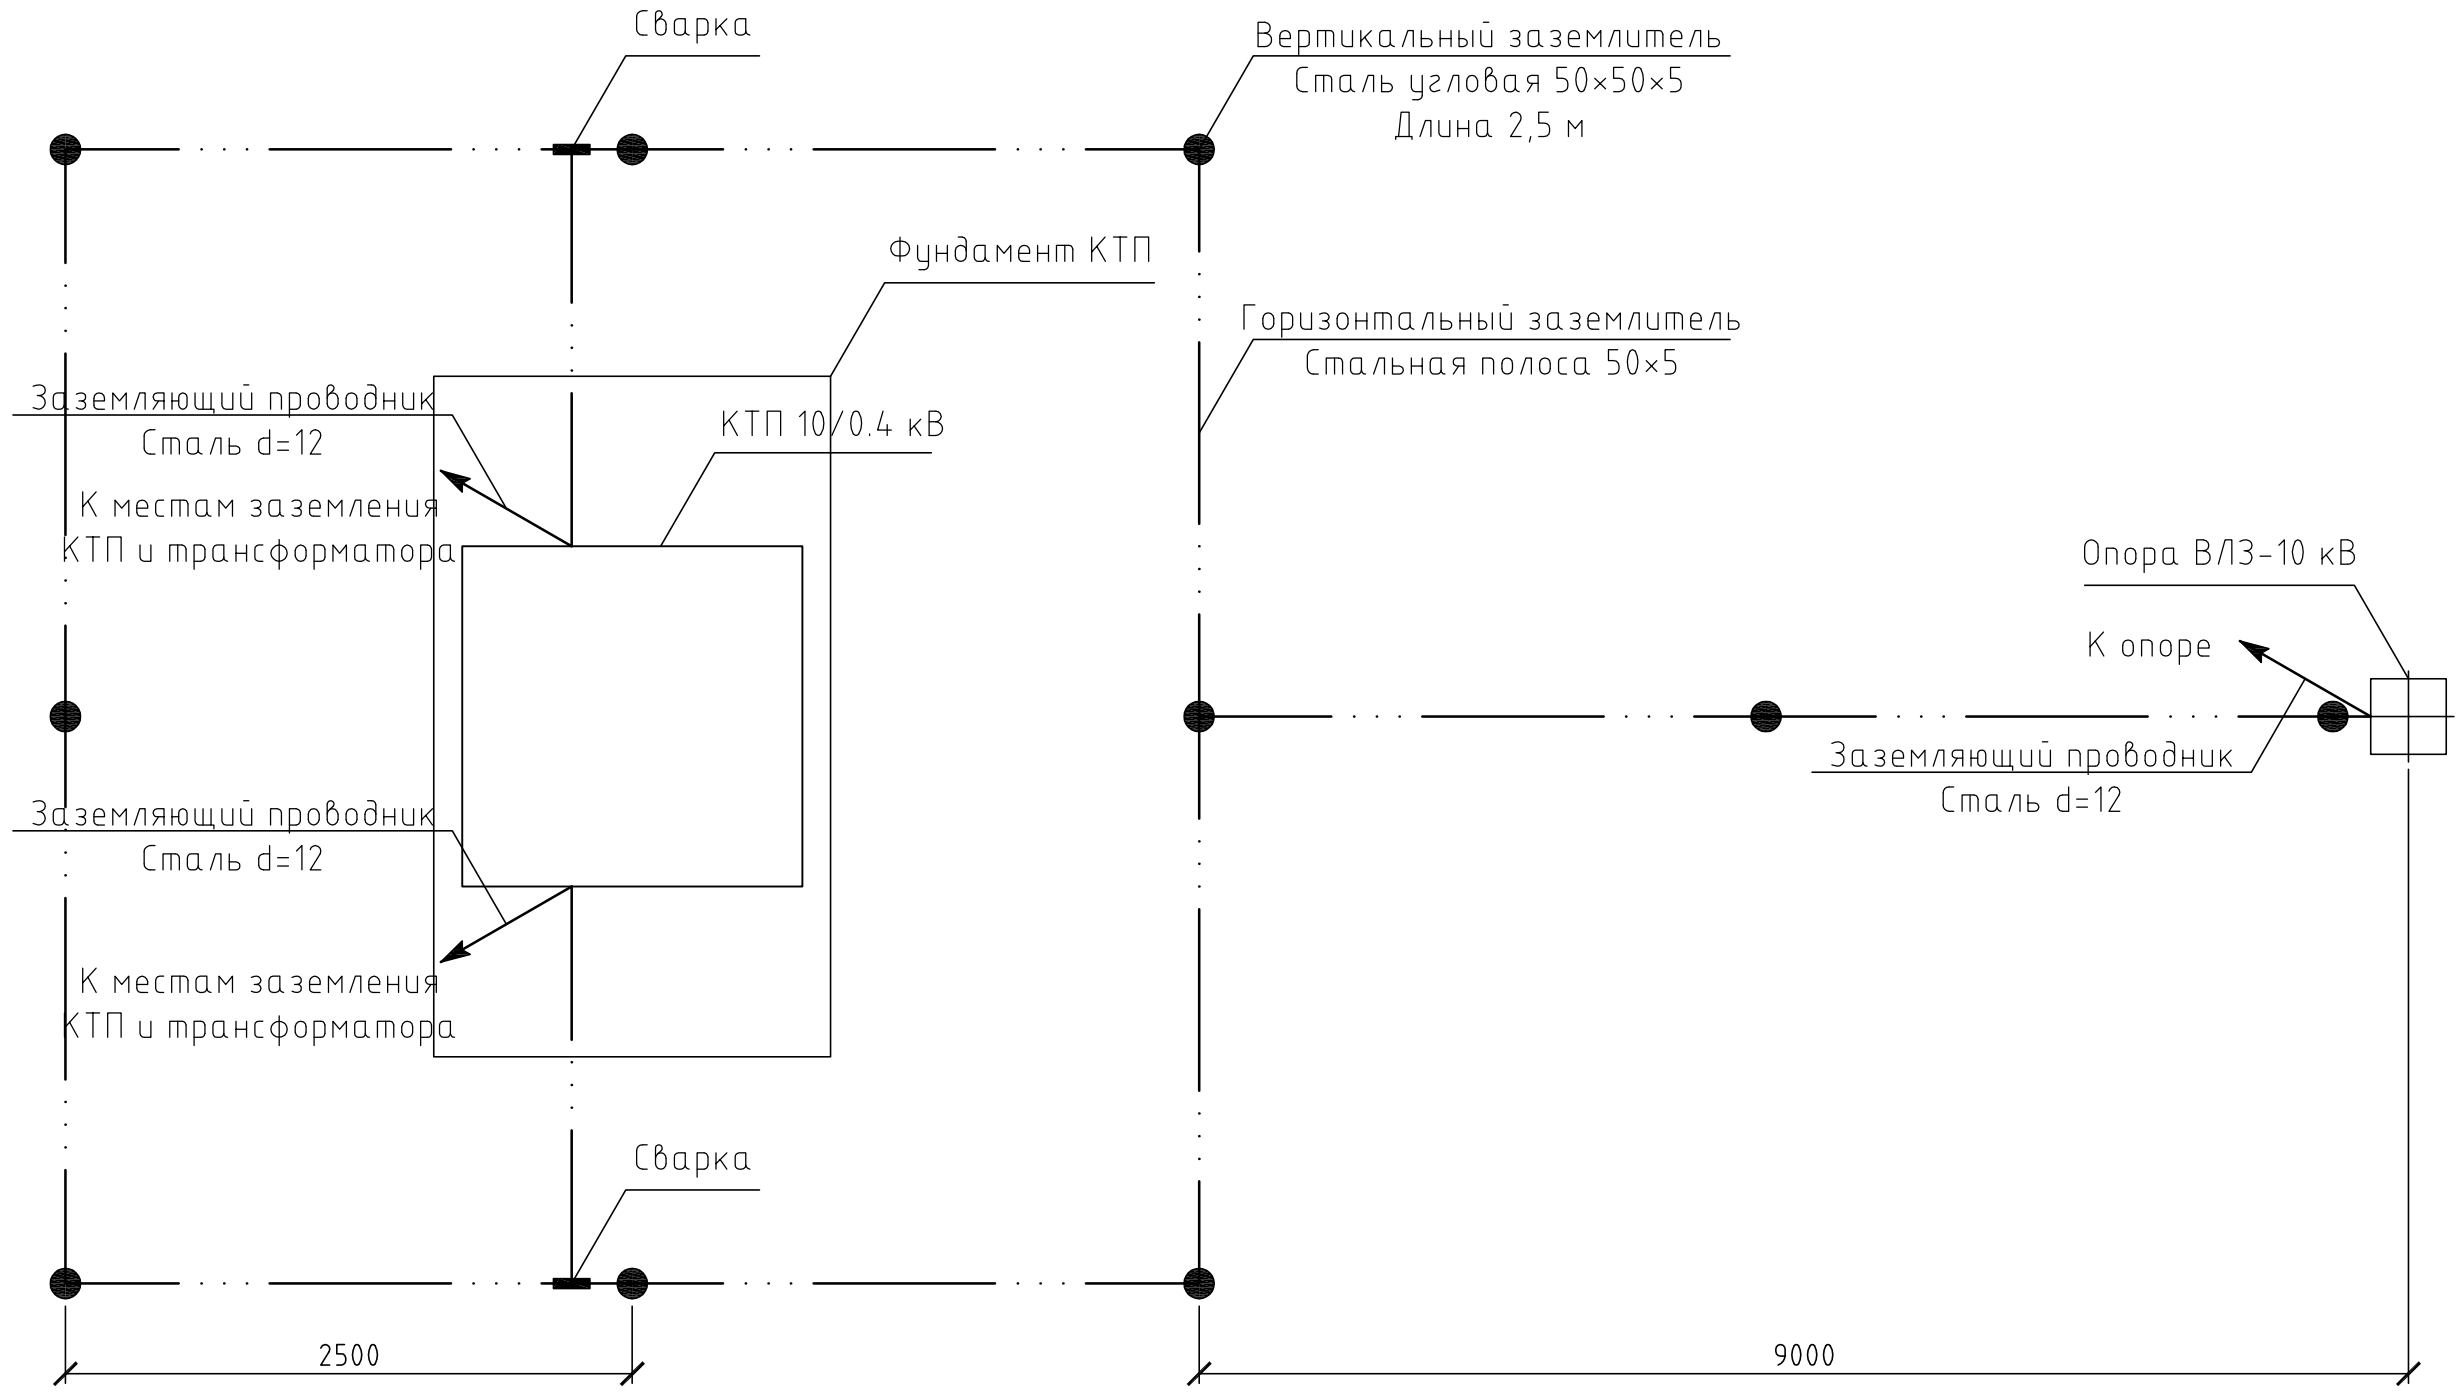 Сварка
Вертикальный заземлитель
Сталь угловая 50×50×5
Длина 2,5 м
Фундамент КТП
Горизонтальный заземлитель
Стальная полоса 50×5
Заземляющий проводник
Сталь d=12
КТП 10/0.4 кВ
К местам заземления
КТП и трансформатора
Опора ВЛЗ-10 кВ
К опоре
Заземляющий проводник
Сталь d=12
Заземляющий проводник
Сталь d=12
К местам заземления
КТП и трансформатора
Сварка
2500
9000